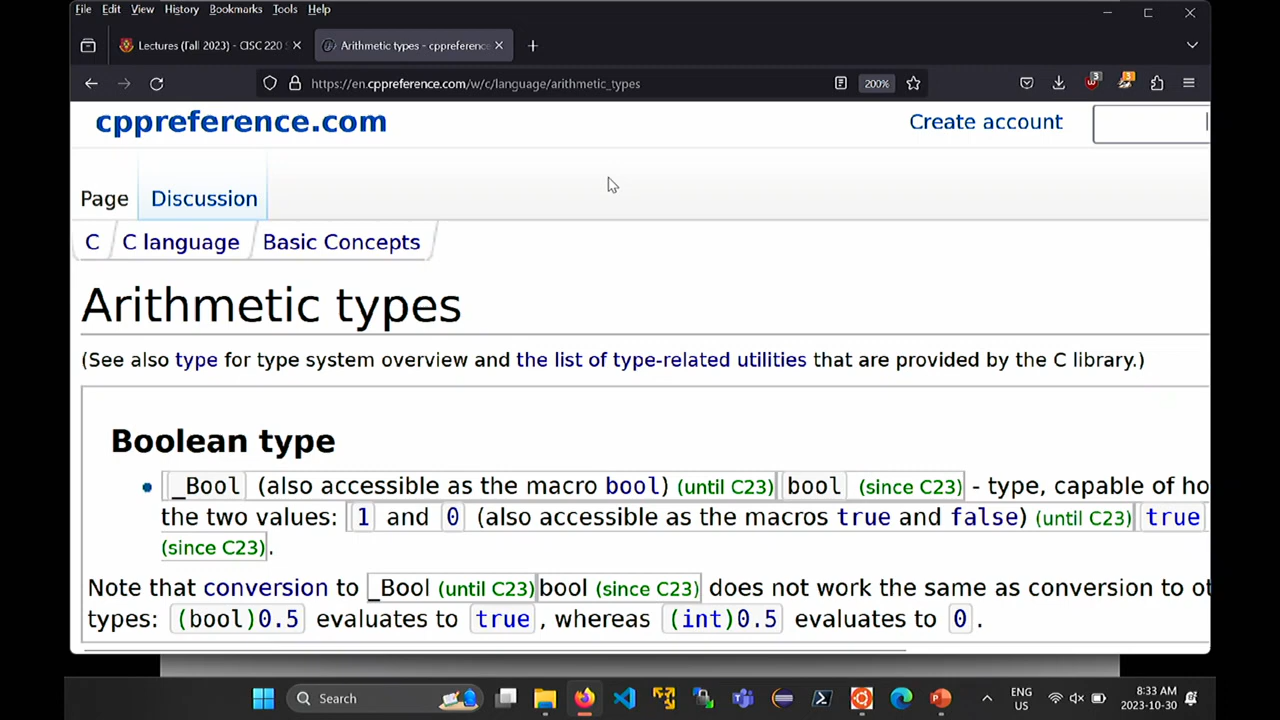 File Edit View History Bookmarks Tools Help
Lectures (Fall 2023) - CISC 220
Arithmetic types - cppreference
https://en.cppreference.com/w/c/language/arithmetic_types
200%
3
3
cppreference.com
Create account
Page
Discussion
C
C language
Basic Concepts
Arithmetic types
(See also type for type system overview and the list of type-related utilities that are provided by the C library.)
Boolean type
_Bool (also accessible as the macro bool) (until C23) bool (since C23) - type, capable of ho
the two values: 1 and 0 (also accessible as the macros true and false) (until C23) true
(since C23).
Note that conversion to _Bool (until C23) bool (since C23) does not work the same as conversion to ot
types: (bool)0.5 evaluates to true, whereas (int)0.5 evaluates to 0.
Search
ENG
US
8:33 AM
2023-10-30